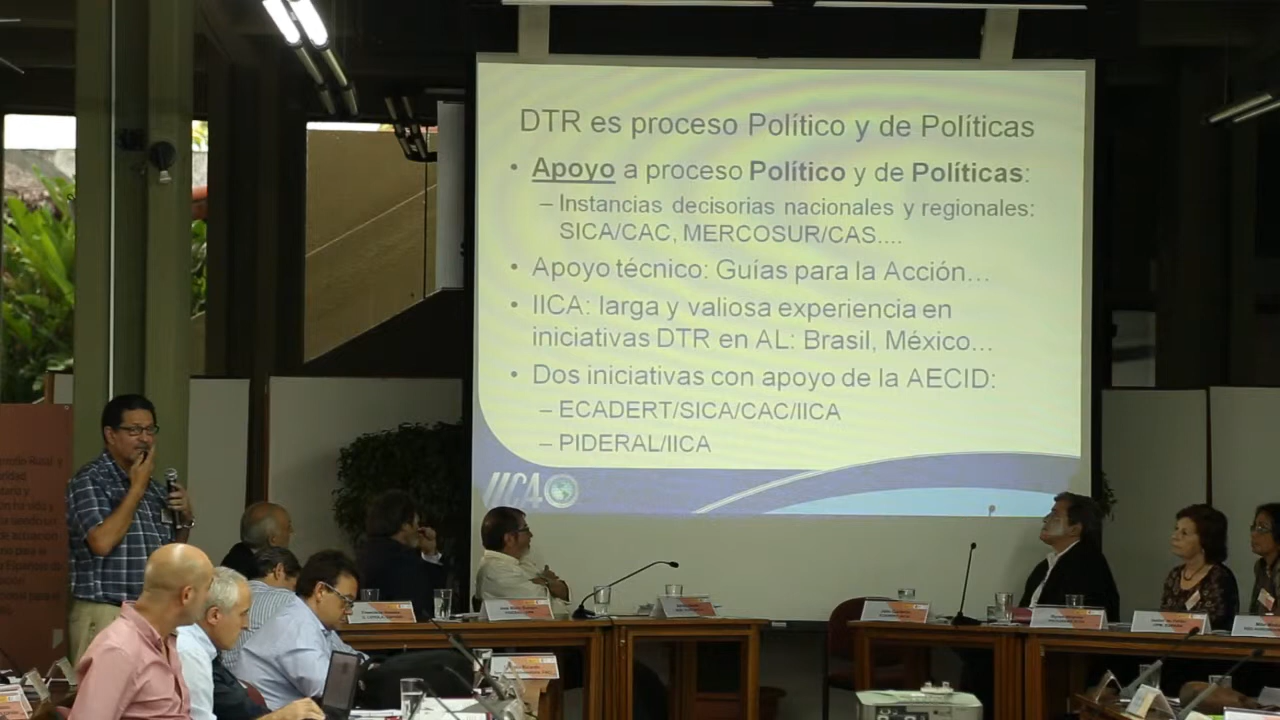 DTR es proceso Político y de Políticas
• Apoyo a proceso Político y de Políticas:
– Instancias decisorias nacionales y regionales:
SICA/CAC, MERCOSUR/CAS....
• Apoyo técnico: Guías para la Acción...
• IICA: larga y valiosa experiencia en
iniciativas DTR en AL: Brasil, México...
• Dos iniciativas con apoyo de la AECID:
– ECADERT/SICA/CAC/IICA
– PIDERAL/IICA
IICA